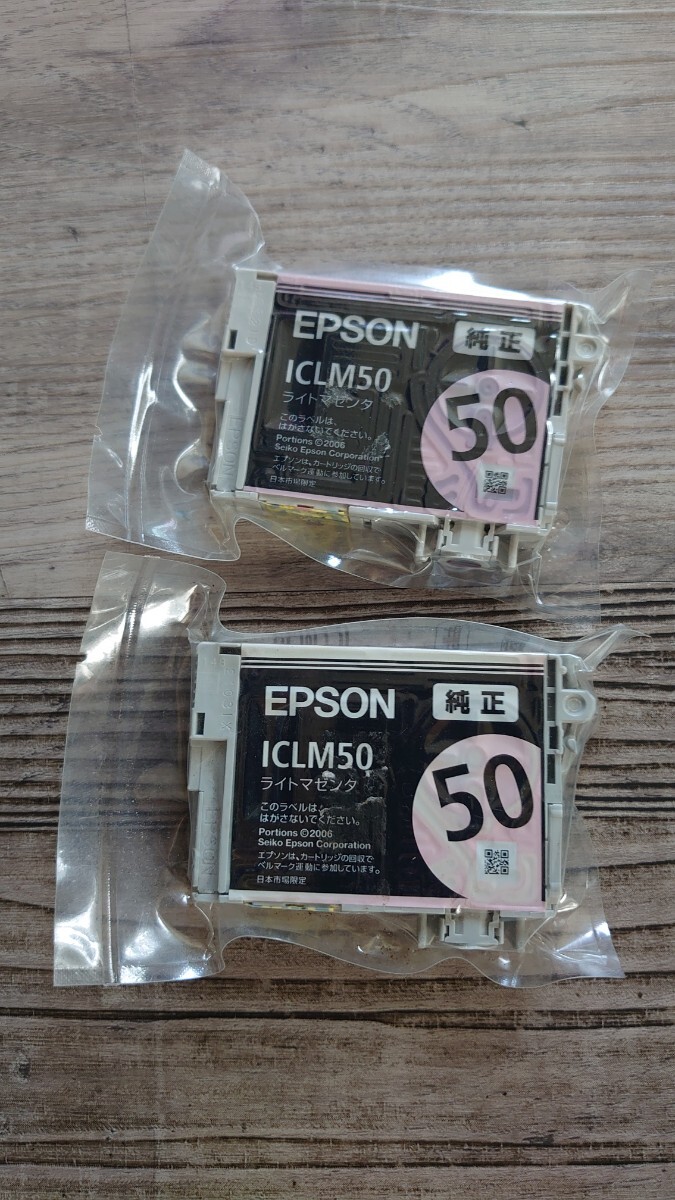 EPSON 純正
ICLM50
ライトマゼンタ
50
このラベルは、
はがさないでください。
Portions ©2006
Seiko Epson Corporation
エプソンは、カートリッジの回収で
ベルマーク運動に参加しています。
日本市場限定
EPSON 純正
ICLM50
ライトマゼンタ
50
このラベルは、
はがさないでください。
Portions ©2006
Seiko Epson Corporation
エプソンは、カートリッジの回収で
ベルマーク運動に参加しています。
日本市場限定